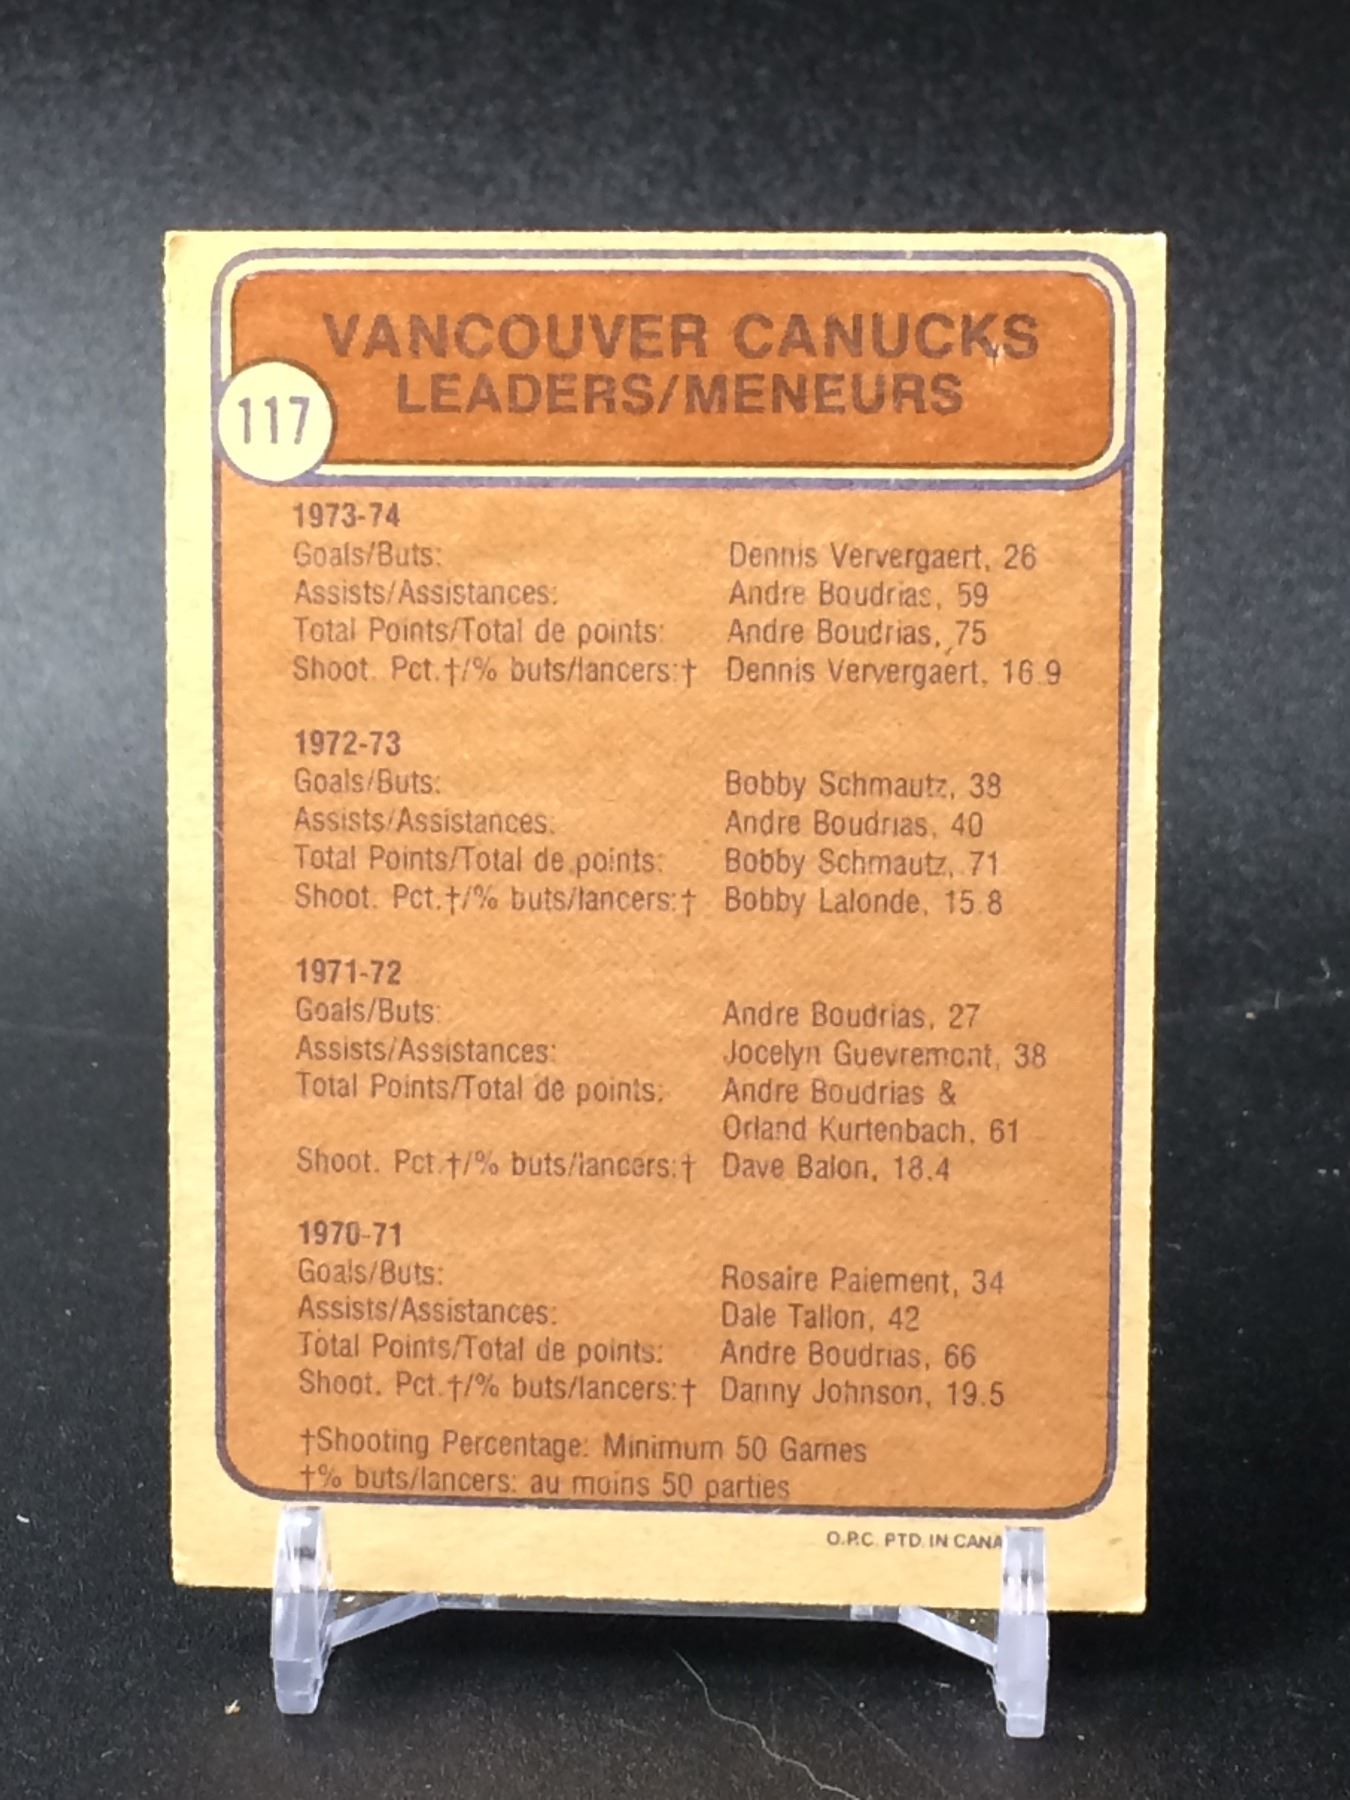 VANCOUVER CANUCKS
LEADERS/MENEURS
117
1973-74
Goals/Buts: Dennis Ververgaert, 26
Assists/Assistances: Andre Boudrias, 59
Total Points/Total de points: Andre Boudrias, 75
Shoot. Pct.†/% buts/lancers:† Dennis Ververgaert, 16.9
1972-73
Goals/Buts: Bobby Schmautz, 38
Assists/Assistances: Andre Boudrias, 40
Total Points/Total de points: Bobby Schmautz, 71
Shoot. Pct.†/% buts/lancers:† Bobby Lalonde, 15.8
1971-72
Goals/Buts: Andre Boudrias, 27
Assists/Assistances: Jocelyn Guevremont, 38
Total Points/Total de points: Andre Boudrias &
Orland Kurtenbach, 61
Shoot. Pct.†/% buts/lancers:† Dave Balon, 18.4
1970-71
Goals/Buts: Rosaire Paiement, 34
Assists/Assistances: Dale Tallon, 42
Total Points/Total de points: Andre Boudrias, 66
Shoot. Pct.†/% buts/lancers:† Danny Johnson, 19.5
†Shooting Percentage: Minimum 50 Games
†% buts/lancers: au moins 50 parties
O.P.C. PTD. IN CANA